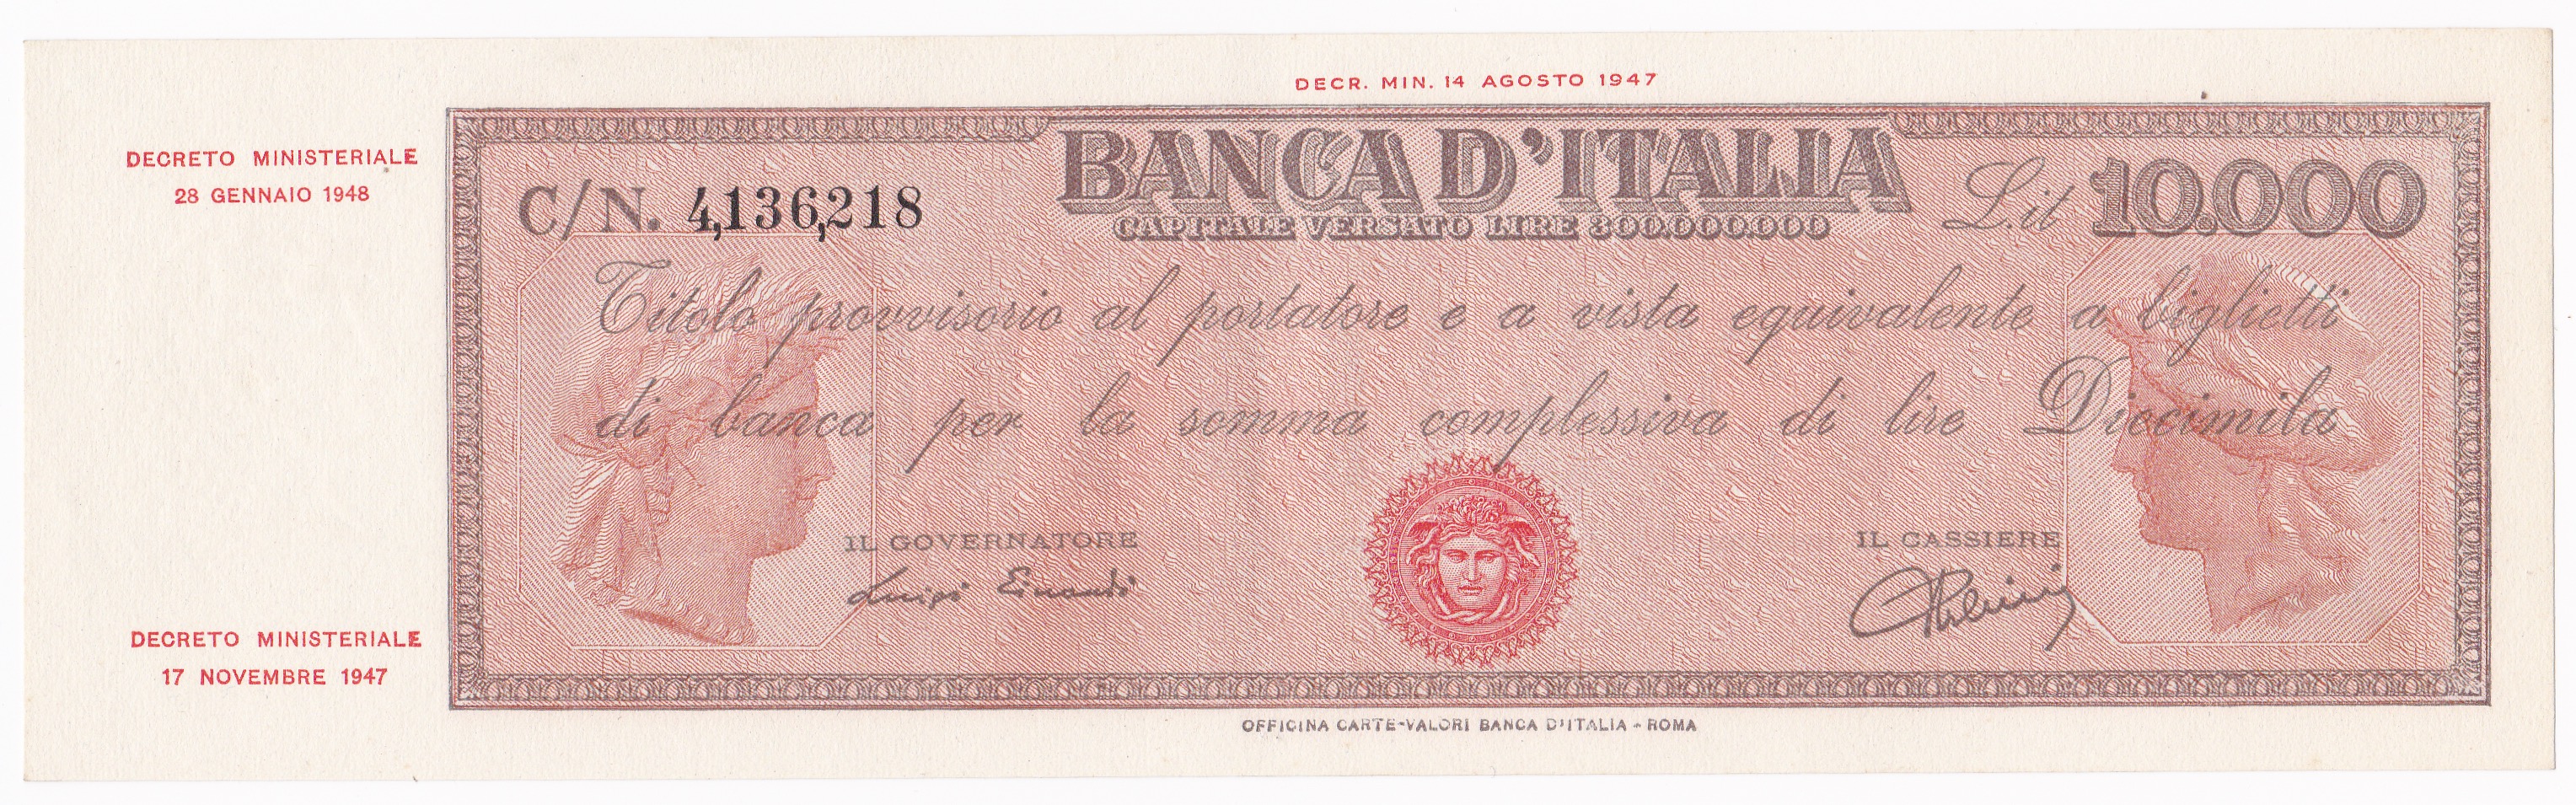 DECR. MIN. 14 AGOSTO 1947
DECRETO MINISTERIALE
28 GENNAIO 1948
BANCA D'ITALIA
CAPITALE VERSATO LIRE 300.000.000
C/N. 4,136,218
L.it 10.000
Titolo provvisorio al portatore e a vista equivalente a biglietti
di banca per la somma complessiva di lire Diecimila
IL GOVERNATORE
Luigi Einaudi
IL CASSIERE
DECRETO MINISTERIALE
17 NOVEMBRE 1947
OFFICINA CARTE-VALORI BANCA D'ITALIA - ROMA